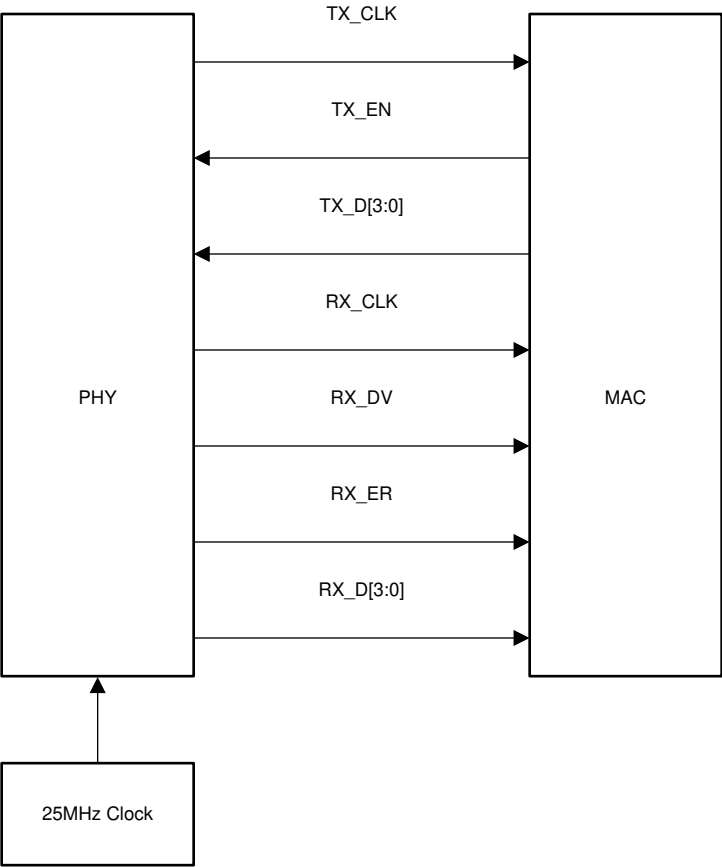 TX_CLK
TX_EN
TX_D[3:0]
RX_CLK
PHY
RX_DV
MAC
RX_ER
RX_D[3:0]
25MHz Clock